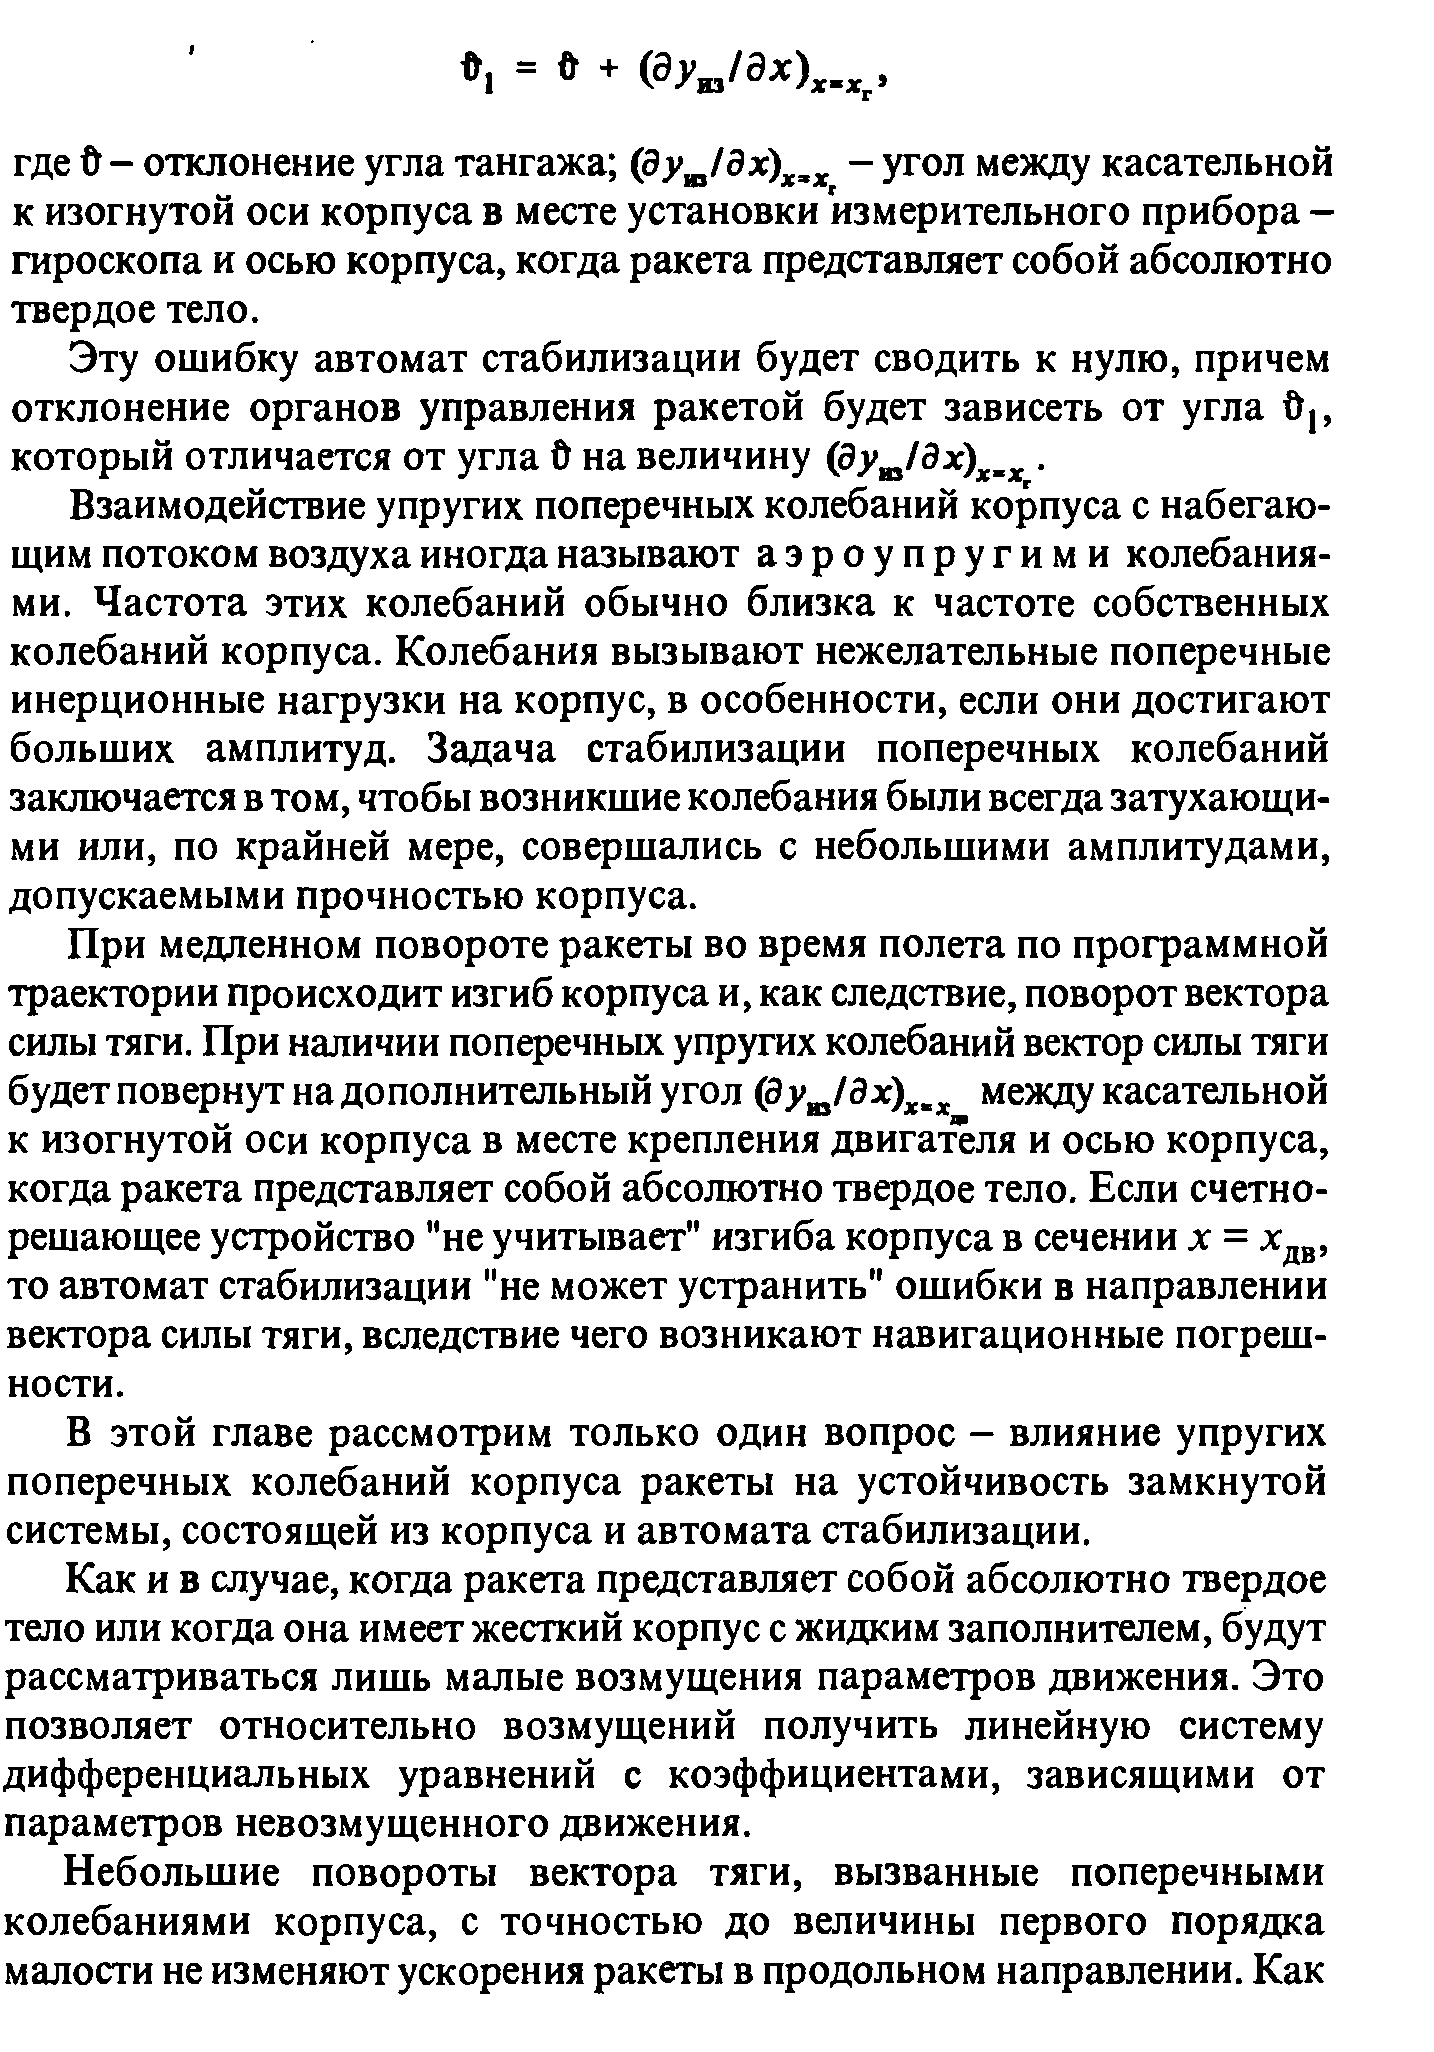 ϑ₁ = ϑ + (∂y_из/∂x)_{x=x_г},
где ϑ – отклонение угла тангажа; (∂y_из/∂x)_{x=x_г} – угол между касательной
к изогнутой оси корпуса в месте установки измерительного прибора –
гироскопа и осью корпуса, когда ракета представляет собой абсолютно
твердое тело.
Эту ошибку автомат стабилизации будет сводить к нулю, причем
отклонение органов управления ракетой будет зависеть от угла ϑ₁,
который отличается от угла ϑ на величину (∂y_из/∂x)_{x=x_г}.
Взаимодействие упругих поперечных колебаний корпуса с набегаю-
щим потоком воздуха иногда называют аэроупругими колебания-
ми. Частота этих колебаний обычно близка к частоте собственных
колебаний корпуса. Колебания вызывают нежелательные поперечные
инерционные нагрузки на корпус, в особенности, если они достигают
больших амплитуд. Задача стабилизации поперечных колебаний
заключается в том, чтобы возникшие колебания были всегда затухающи-
ми или, по крайней мере, совершались с небольшими амплитудами,
допускаемыми прочностью корпуса.
При медленном повороте ракеты во время полета по программной
траектории происходит изгиб корпуса и, как следствие, поворот вектора
силы тяги. При наличии поперечных упругих колебаний вектор силы тяги
будет повернут на дополнительный угол (∂y_из/∂x)_{x=x_дв} между касательной
к изогнутой оси корпуса в месте крепления двигателя и осью корпуса,
когда ракета представляет собой абсолютно твердое тело. Если счетно-
решающее устройство "не учитывает" изгиба корпуса в сечении x = x_дв,
то автомат стабилизации "не может устранить" ошибки в направлении
вектора силы тяги, вследствие чего возникают навигационные погреш-
ности.
В этой главе рассмотрим только один вопрос – влияние упругих
поперечных колебаний корпуса ракеты на устойчивость замкнутой
системы, состоящей из корпуса и автомата стабилизации.
Как и в случае, когда ракета представляет собой абсолютно твердое
тело или когда она имеет жесткий корпус с жидким заполнителем, будут
рассматриваться лишь малые возмущения параметров движения. Это
позволяет относительно возмущений получить линейную систему
дифференциальных уравнений с коэффициентами, зависящими от
параметров невозмущенного движения.
Небольшие повороты вектора тяги, вызванные поперечными
колебаниями корпуса, с точностью до величины первого порядка
малости не изменяют ускорения ракеты в продольном направлении. Как